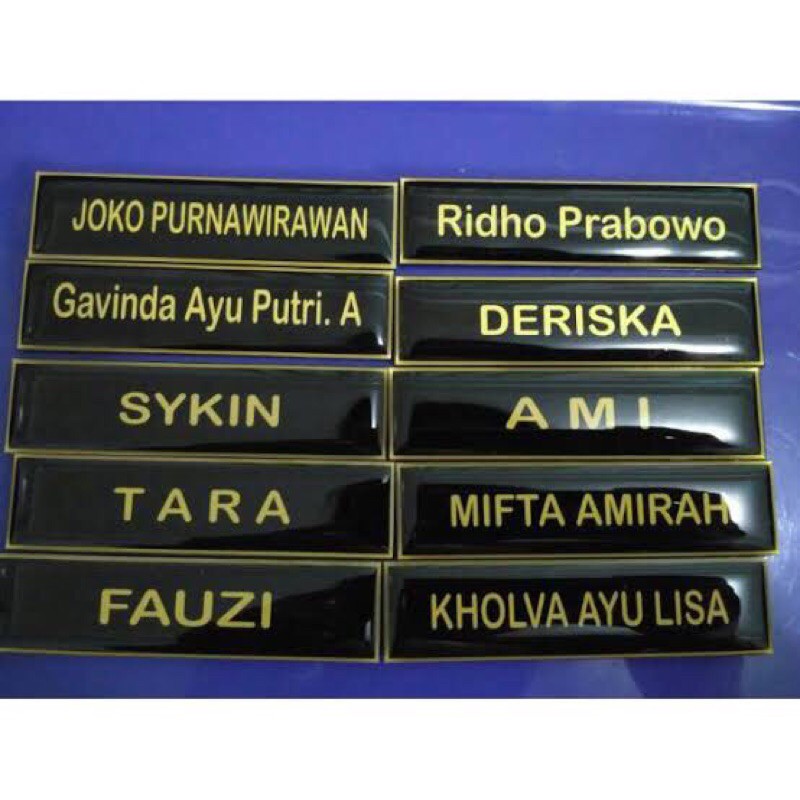 JOKO PURNAWIRAWAN
Ridho Prabowo
Gavinda Ayu Putri. A
DERISKA
SYKIN
A M I
T A R A
MIFTA AMIRAH
FAUZI
KHOLVA AYU LISA